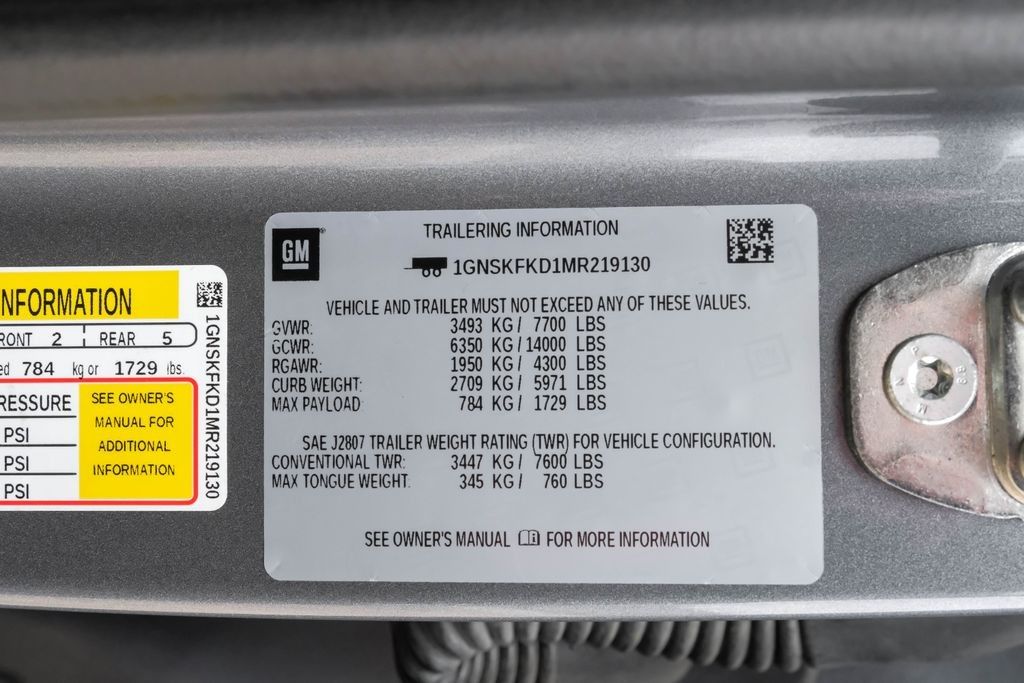 NFORMATION
RONT 2 REAR 5
ed 784 kg or 1729 lbs.
RESSURE
PSI
PSI
PSI
SEE OWNER'S
MANUAL FOR
ADDITIONAL
INFORMATION
1GNSKFKD1MR219130
GM
TRAILERING INFORMATION
1GNSKFKD1MR219130
VEHICLE AND TRAILER MUST NOT EXCEED ANY OF THESE VALUES.
GVWR: 3493 KG / 7700 LBS
GCWR: 6350 KG / 14000 LBS
RGAWR: 1950 KG / 4300 LBS
CURB WEIGHT: 2709 KG / 5971 LBS
MAX PAYLOAD: 784 KG / 1729 LBS
SAE J2807 TRAILER WEIGHT RATING (TWR) FOR VEHICLE CONFIGURATION.
CONVENTIONAL TWR: 3447 KG / 7600 LBS
MAX TONGUE WEIGHT: 345 KG / 760 LBS
SEE OWNER'S MANUAL FOR MORE INFORMATION